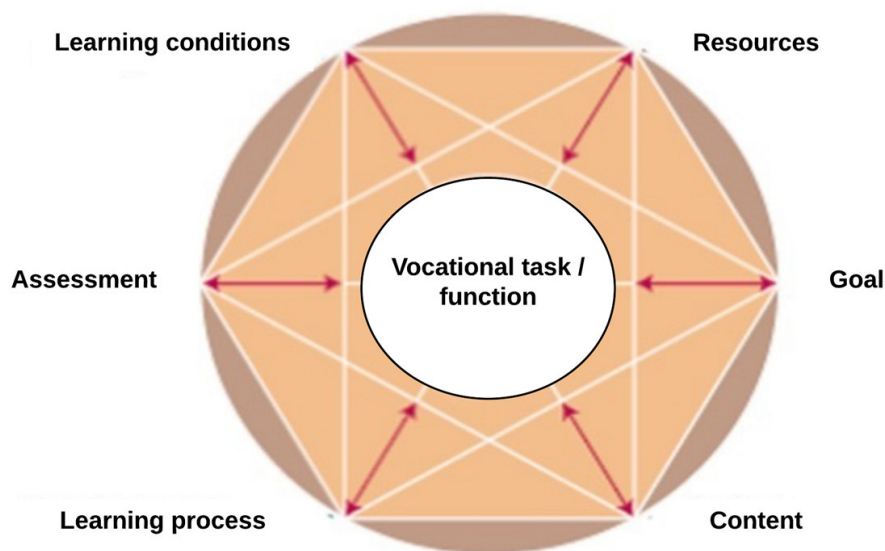 Learning conditions
Resources
Assessment
Vocational task /
function
Goal
Learning process
Content